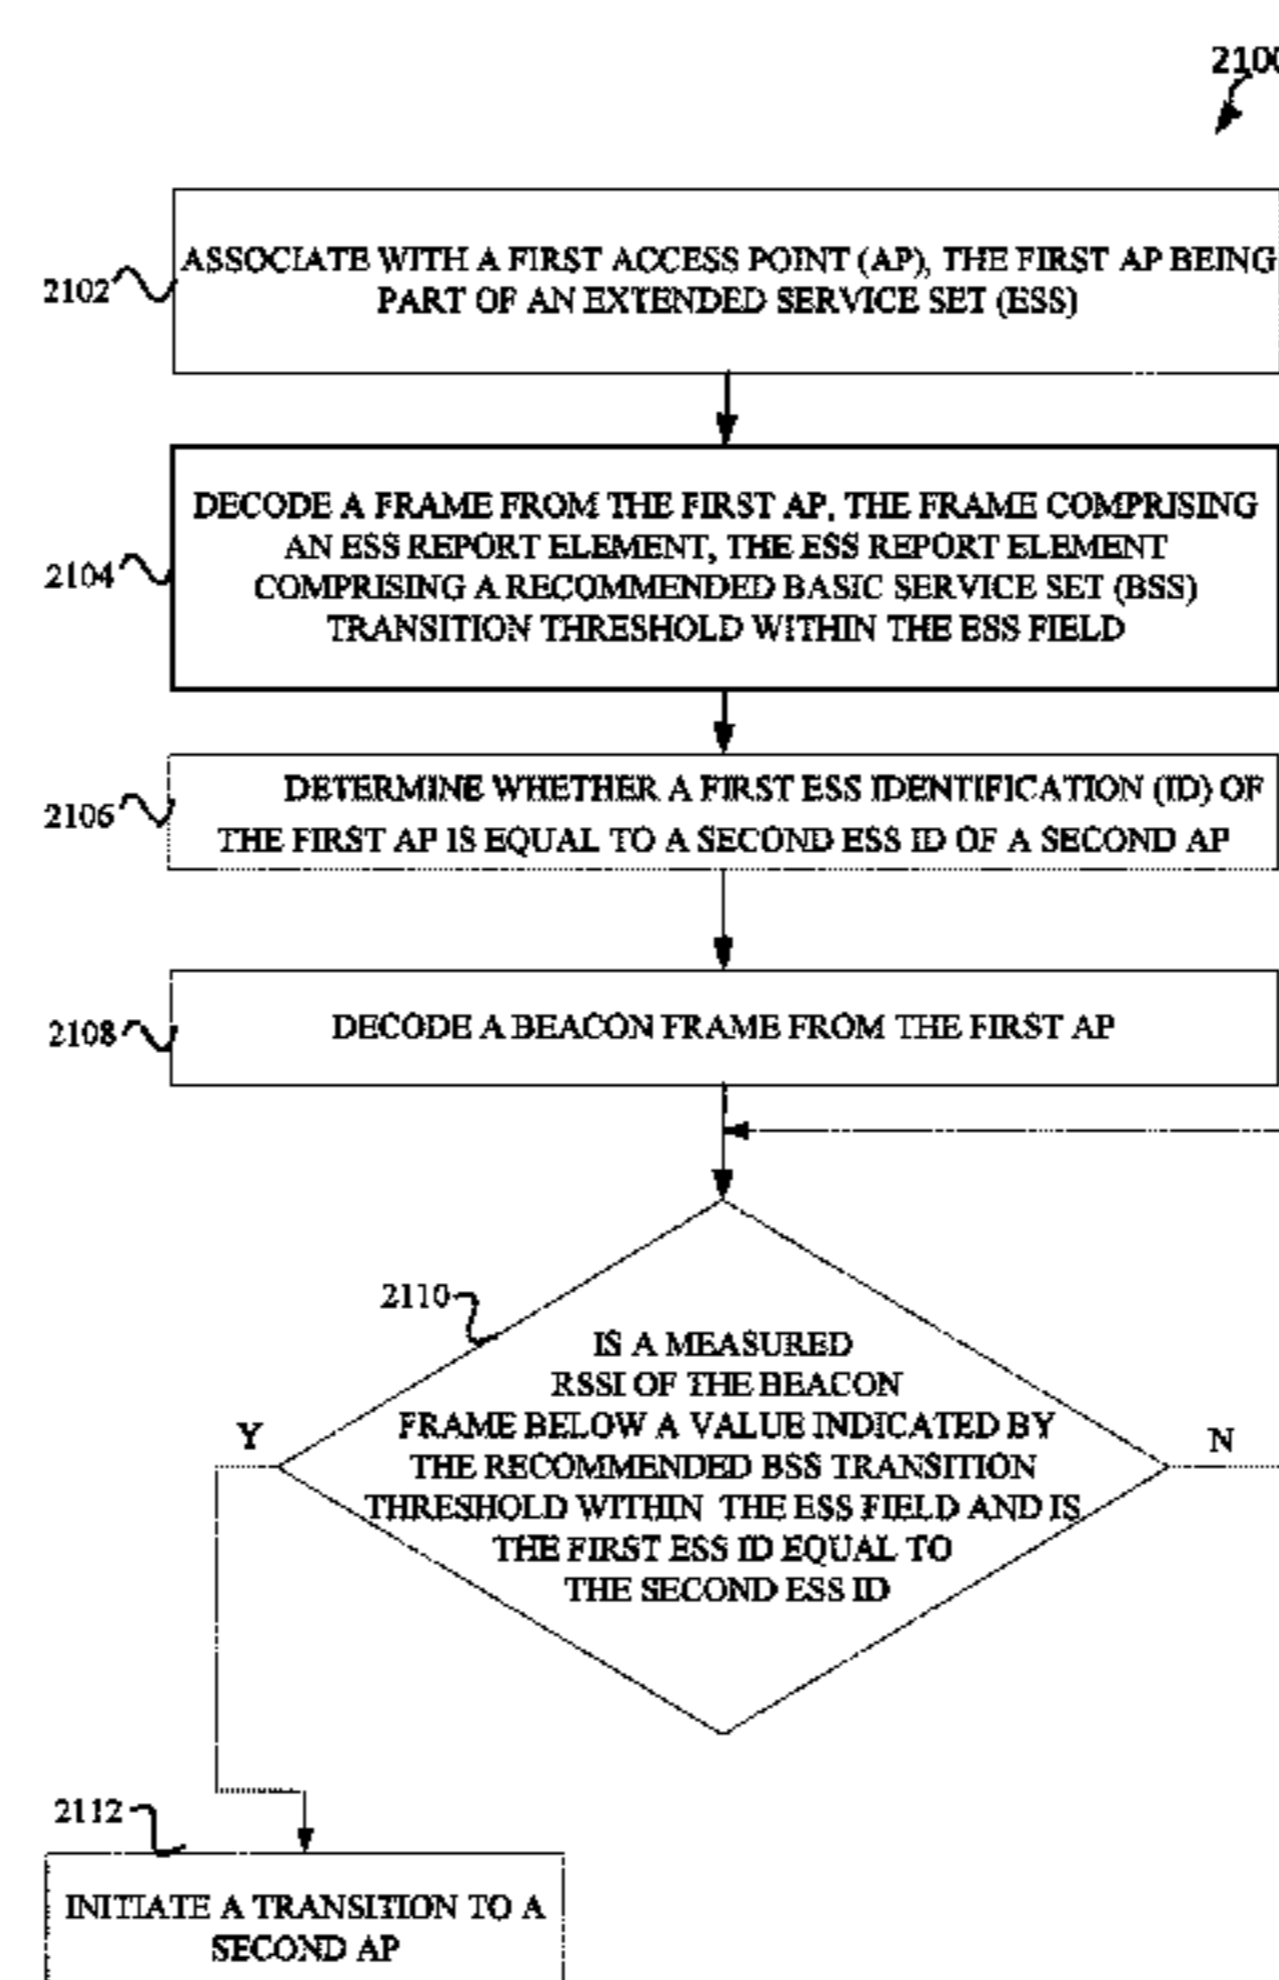 2100
2102
ASSOCIATE WITH A FIRST ACCESS POINT (AP), THE FIRST AP BEING
PART OF AN EXTENDED SERVICE SET (ESS)
2104
DECODE A FRAME FROM THE FIRST AP, THE FRAME COMPRISING
AN ESS REPORT ELEMENT, THE ESS REPORT ELEMENT
COMPRISING A RECOMMENDED BASIC SERVICE SET (BSS)
TRANSITION THRESHOLD WITHIN THE ESS FIELD
2106
DETERMINE WHETHER A FIRST ESS IDENTIFICATION (ID) OF
THE FIRST AP IS EQUAL TO A SECOND ESS ID OF A SECOND AP
2108
DECODE A BEACON FRAME FROM THE FIRST AP
2110
IS A MEASURED
RSSI OF THE BEACON
FRAME BELOW A VALUE INDICATED BY
THE RECOMMENDED BSS TRANSITION
THRESHOLD WITHIN THE ESS FIELD AND IS
THE FIRST ESS ID EQUAL TO
THE SECOND ESS ID
Y
N
2112
INITIATE A TRANSITION TO A
SECOND AP